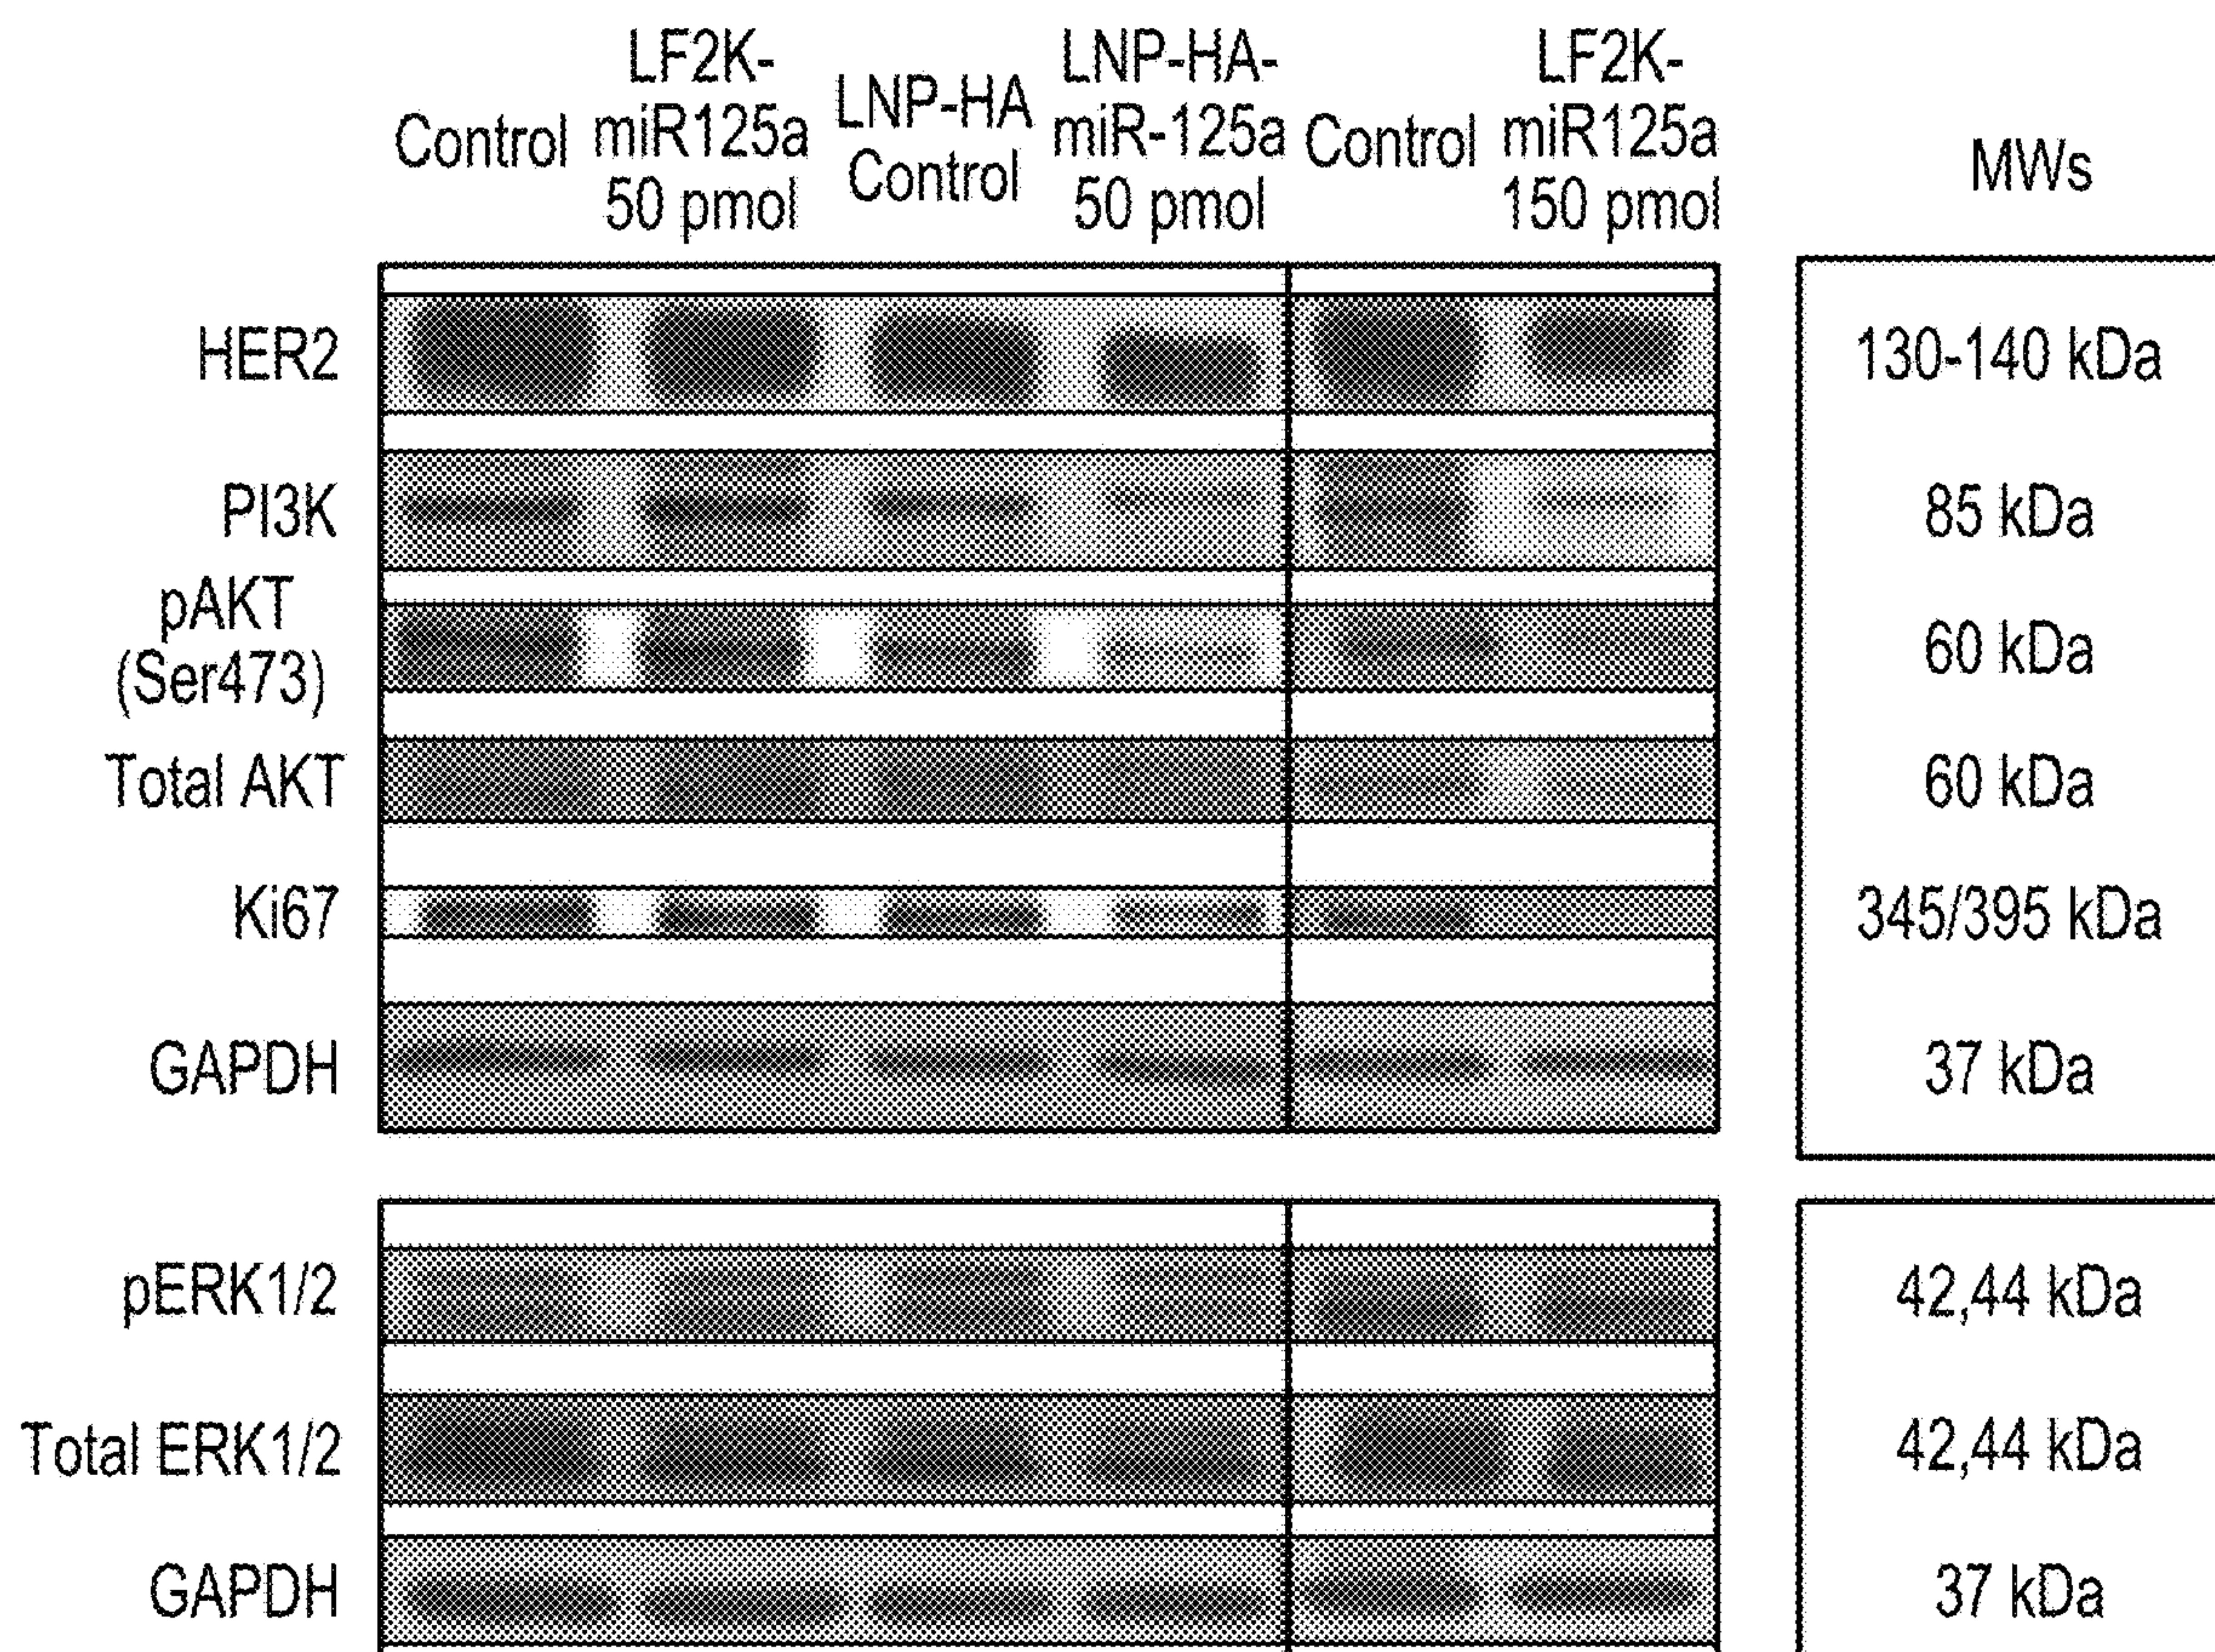 Control
LF2K-
miR125a
50 pmol
LNP-HA
Control
LNP-HA-
miR-125a
50 pmol
Control
LF2K-
miR125a
150 pmol
MWs
HER2
130-140 kDa
PI3K
85 kDa
pAKT
(Ser473)
60 kDa
Total AKT
60 kDa
Ki67
345/395 kDa
GAPDH
37 kDa
pERK1/2
42,44 kDa
Total ERK1/2
42,44 kDa
GAPDH
37 kDa